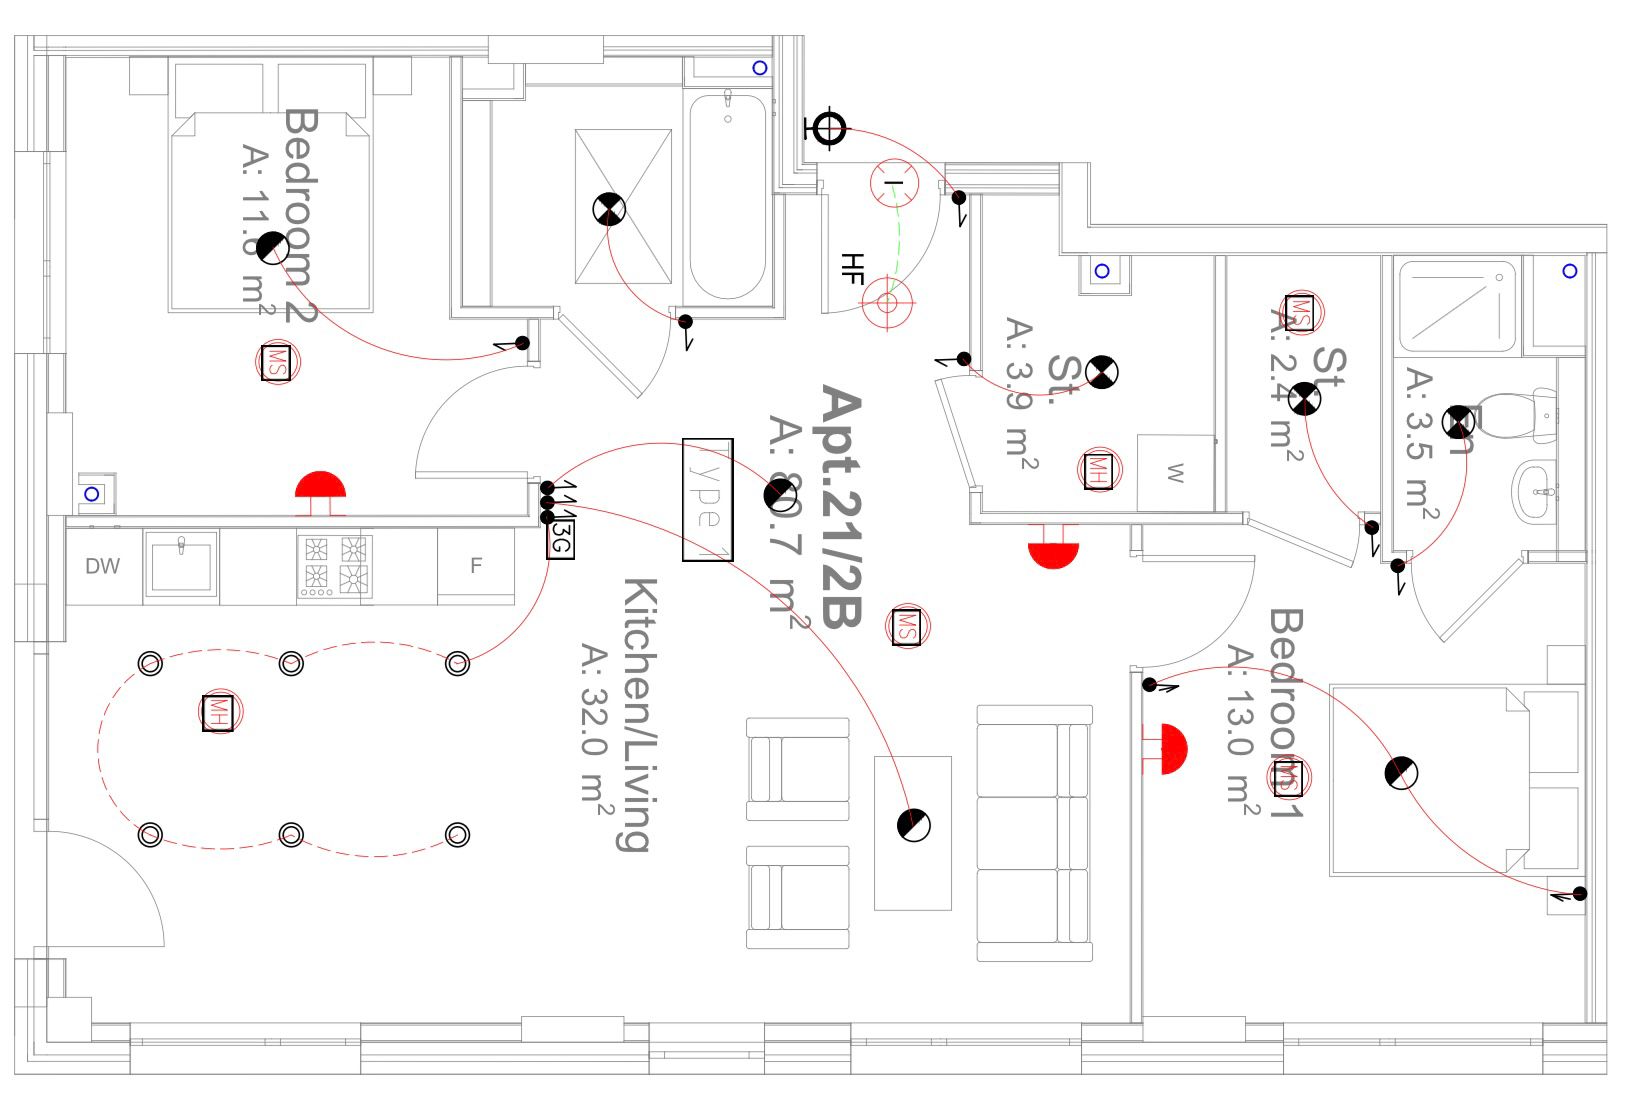 Bedroom 2
A: 11.6 m²
MS
HF
I
St.
A: 3.9 m²
MH
W
MS
St.
A: 2.4 m²
En
A: 3.5 m²
Apt.21/2B
A: 80.7 m²
Type 1
3G
DW
F
Kitchen/Living
A: 32.0 m²
MS
MH
Bedroom 1
A: 13.0 m²
MS